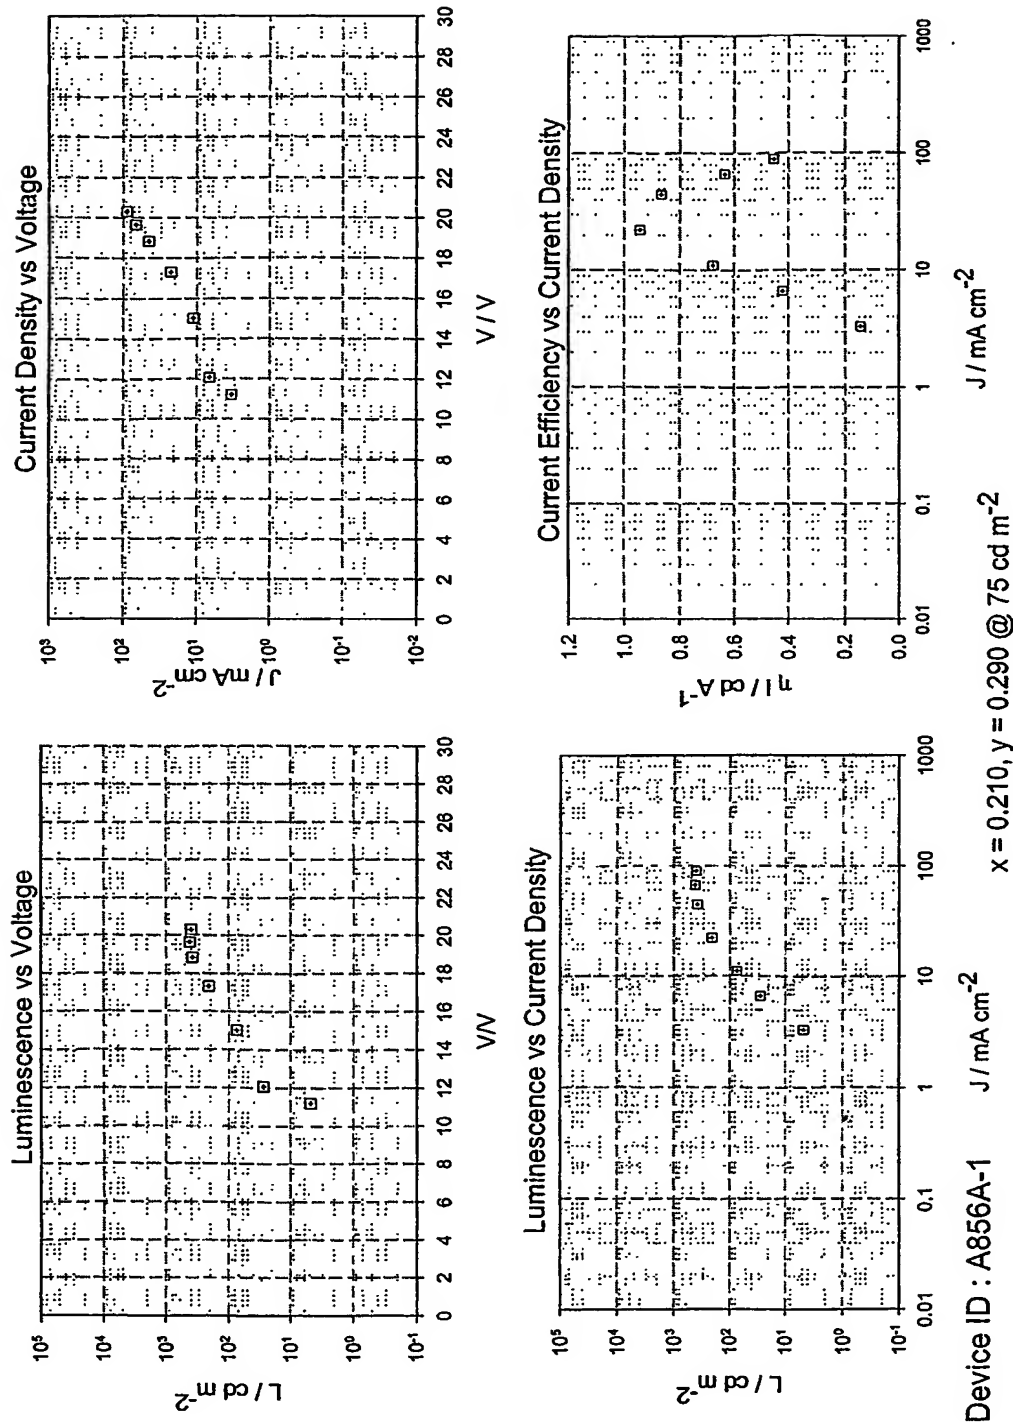 Luminescence vs Voltage
L / cd m⁻²
10⁵
10⁴
10³
10²
10¹
10⁰
10⁻¹
0 2 4 6 8 10 12 14 16 18 20 22 24 26 28 30
V/V
Current Density vs Voltage
J / mA cm⁻²
10³
10²
10¹
10⁰
10⁻¹
10⁻²
0 2 4 6 8 10 12 14 16 18 20 22 24 26 28 30
V / V
Luminescence vs Current Density
L / cd m⁻²
10⁵
10⁴
10³
10²
10¹
10⁰
10⁻¹
0.01 0.1 1 10 100 1000
J / mA cm⁻²
Current Efficiency vs Current Density
η I / cd A⁻¹
1.2
1.0
0.8
0.6
0.4
0.2
0.0
0.01 0.1 1 10 100 1000
J / mA cm⁻²
Device ID : A856A-1
x = 0.210, y = 0.290 @ 75 cd m⁻²